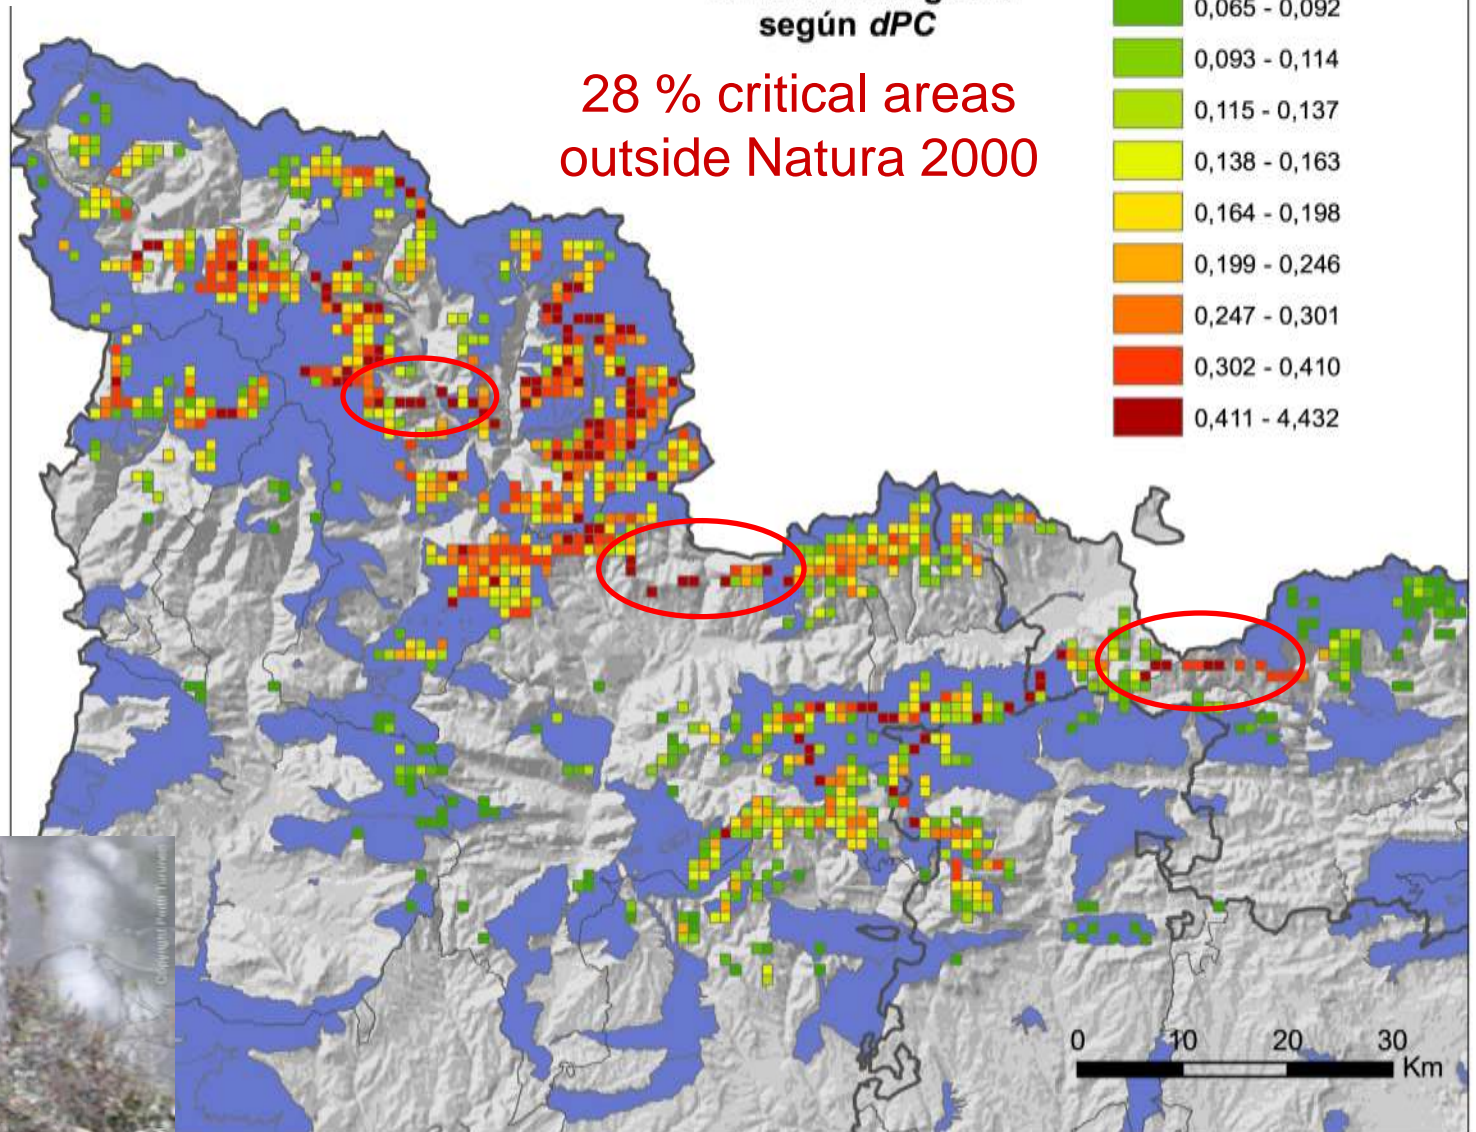 según dPC
28 % critical areas
outside Natura 2000
0,065 - 0,092
0,093 - 0,114
0,115 - 0,137
0,138 - 0,163
0,164 - 0,198
0,199 - 0,246
0,247 - 0,301
0,302 - 0,410
0,411 - 4,432
0 10 20 30
Km